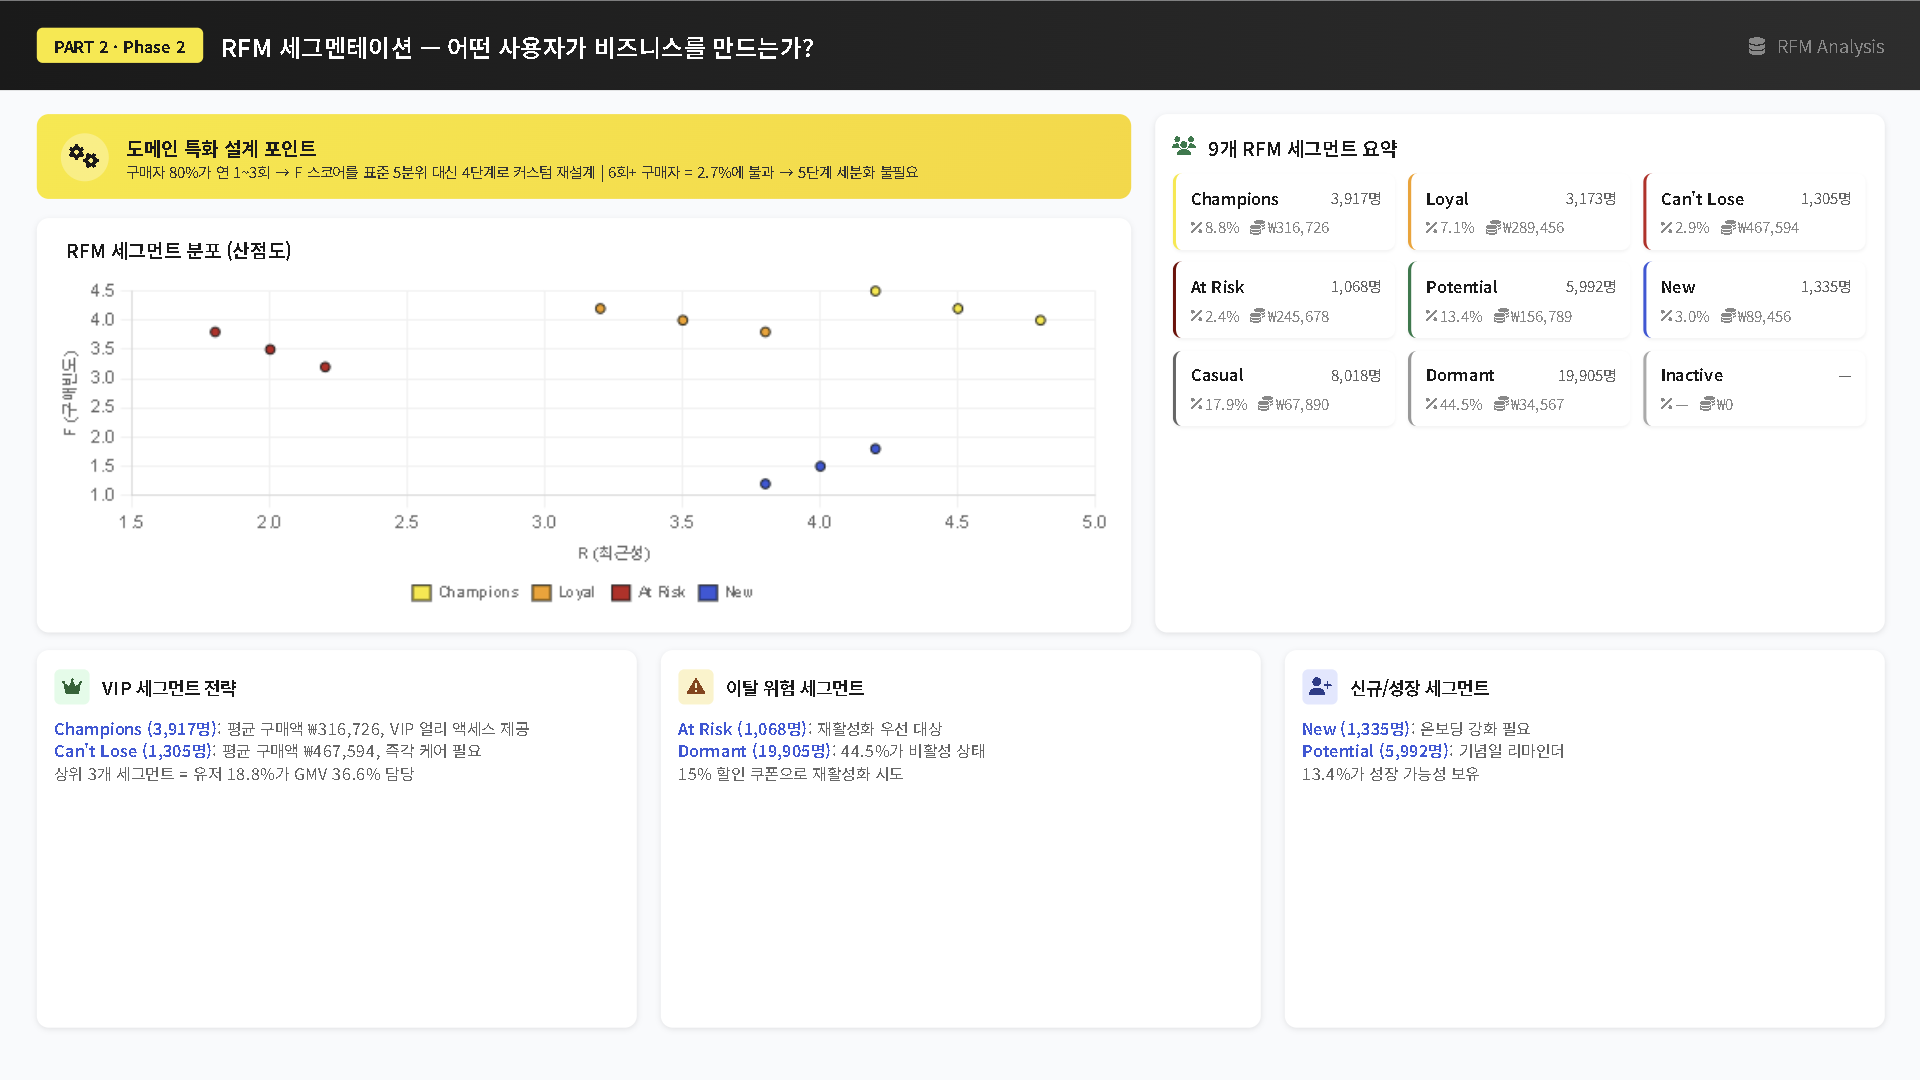 PART 2 · Phase 2
RFM 세그멘테이션 — 어떤 사용자가 비즈니스를 만드는가?
RFM Analysis
도메인 특화 설계 포인트
구매자 80%가 연 1~3회 → F 스코어를 표준 5분위 대신 4단계로 커스텀 재설계 | 6회+ 구매자 = 2.7%에 불과 → 5단계 세분화 불필요
RFM 세그먼트 분포 (산점도)
4.5
4.0
3.5
3.0
2.5
2.0
1.5
1.0
F (구매빈도)
1.5 2.0 2.5 3.0 3.5 4.0 4.5 5.0
R (최근성)
Champions Loyal At Risk New
9개 RFM 세그먼트 요약
Champions 3,917명
8.8% ₩316,726
Loyal 3,173명
7.1% ₩289,456
Can't Lose 1,305명
2.9% ₩467,594
At Risk 1,068명
2.4% ₩245,678
Potential 5,992명
13.4% ₩156,789
New 1,335명
3.0% ₩89,456
Casual 8,018명
17.9% ₩67,890
Dormant 19,905명
44.5% ₩34,567
Inactive —
— ₩0
VIP 세그먼트 전략
Champions (3,917명): 평균 구매액 ₩316,726, VIP 얼리 액세스 제공
Can't Lose (1,305명): 평균 구매액 ₩467,594, 즉각 케어 필요
상위 3개 세그먼트 = 유저 18.8%가 GMV 36.6% 담당
이탈 위험 세그먼트
At Risk (1,068명): 재활성화 우선 대상
Dormant (19,905명): 44.5%가 비활성 상태
15% 할인 쿠폰으로 재활성화 시도
신규/성장 세그먼트
New (1,335명): 온보딩 강화 필요
Potential (5,992명): 기념일 리마인더
13.4%가 성장 가능성 보유